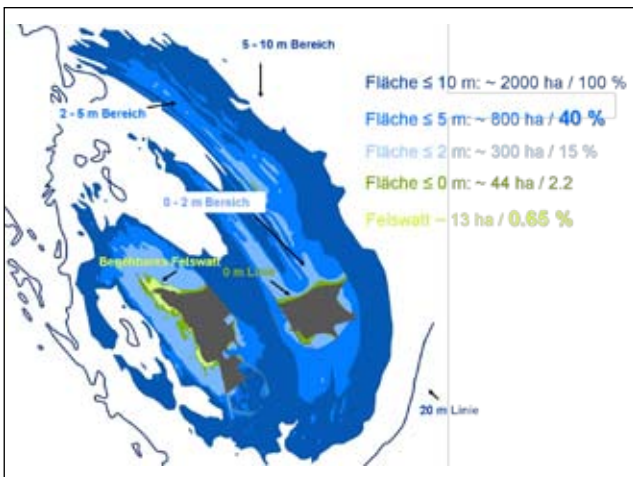 5 - 10 m Bereich
2 - 5 m Bereich
0 - 2 m Bereich
Begehbares Felswatt
0 m Linie
20 m Linie
Fläche ≤ 10 m: ~ 2000 ha / 100 %
Fläche ≤ 5 m: ~ 800 ha / 40 %
Fläche ≤ 2 m: ~ 300 ha / 15 %
Fläche ≤ 0 m: ~ 44 ha / 2.2
Felswatt ~ 13 ha / 0.65 %